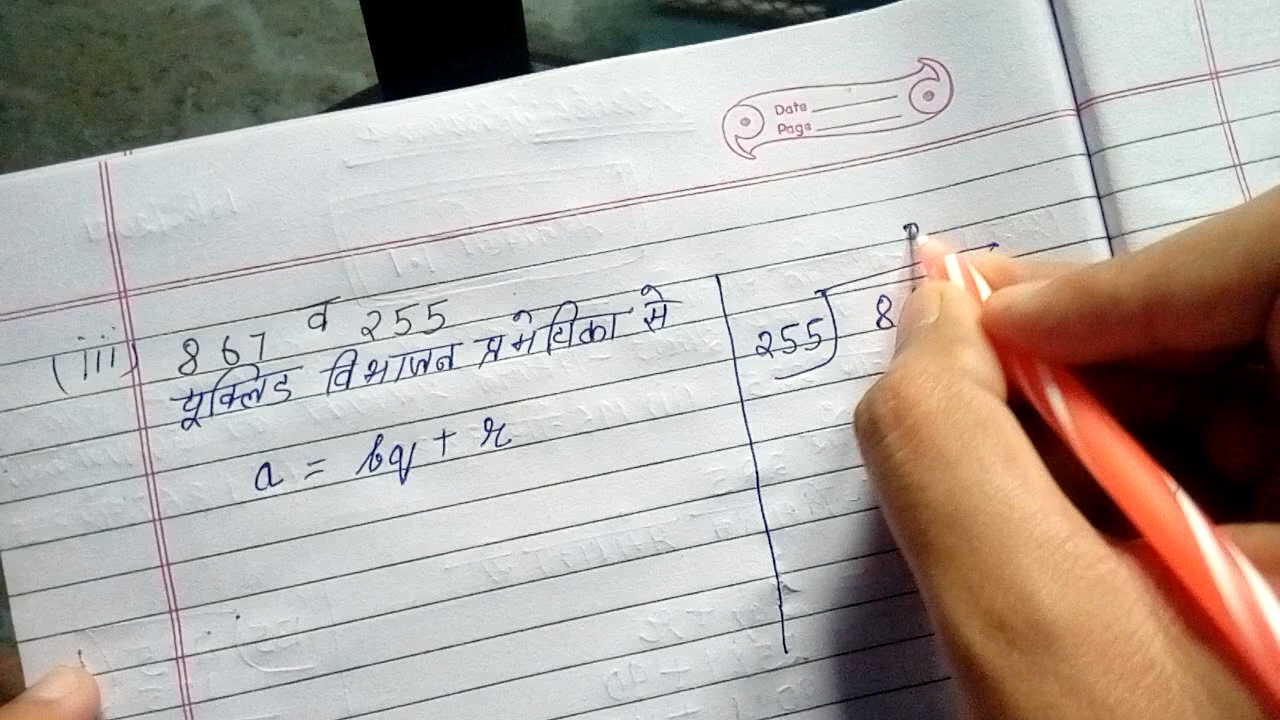 Date
Page
(iii) 867 व 255
यूक्लिड विभाजन प्रमेयिका से
a = bq + r
255) 8